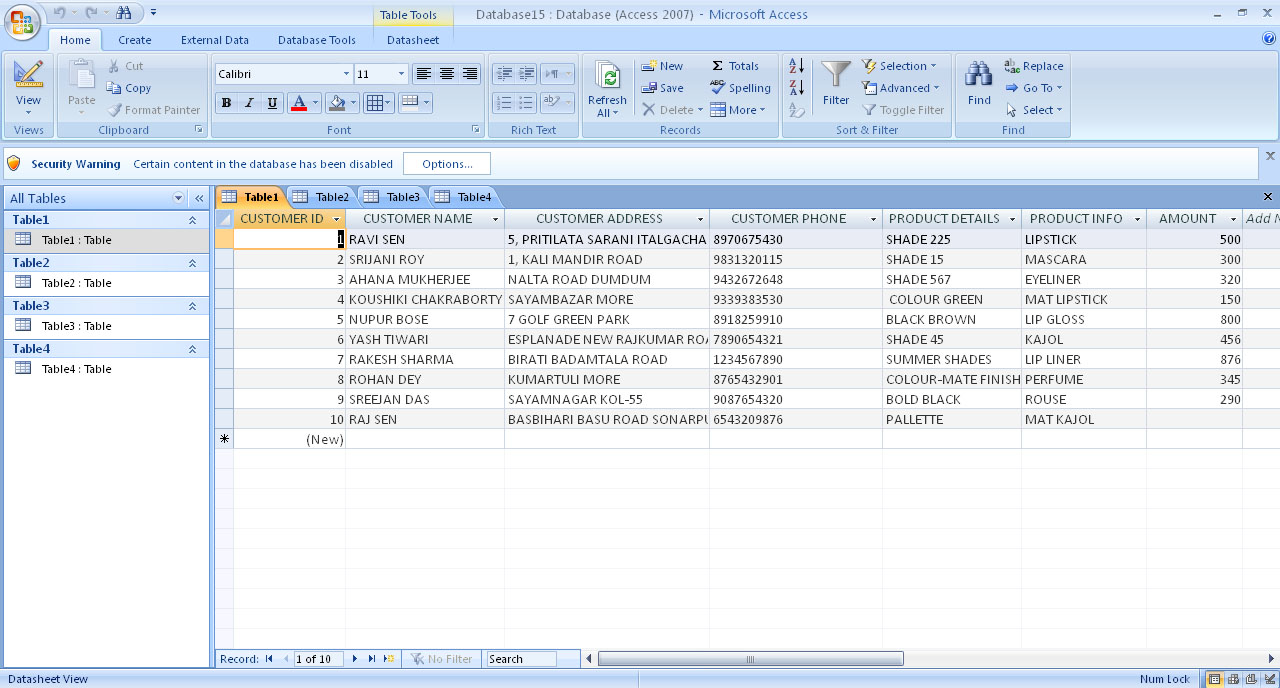 Table Tools
Database15 : Database (Access 2007) - Microsoft Access
Home Create External Data Database Tools Datasheet
View Paste Cut Copy Format Painter
Calibri 11
B I U A
Refresh All New Save Delete Totals Spelling More
Filter Selection Advanced Toggle Filter
Find Replace Go To Select
Views Clipboard Font Rich Text Records Sort & Filter Find
Security Warning Certain content in the database has been disabled Options...
All Tables «
Table1
Table1 : Table
Table2
Table2 : Table
Table3
Table3 : Table
Table4
Table4 : Table
Table1 Table2 Table3 Table4
CUSTOMER ID CUSTOMER NAME CUSTOMER ADDRESS CUSTOMER PHONE PRODUCT DETAILS PRODUCT INFO AMOUNT Add N
1 RAVI SEN 5, PRITILATA SARANI ITALGACHA 8970675430 SHADE 225 LIPSTICK 500
2 SRIJANI ROY 1, KALI MANDIR ROAD 9831320115 SHADE 15 MASCARA 300
3 AHANA MUKHERJEE NALTA ROAD DUMDUM 9432672648 SHADE 567 EYELINER 320
4 KOUSHIKI CHAKRABORTY SAYAMBAZAR MORE 9339383530 COLOUR GREEN MAT LIPSTICK 150
5 NUPUR BOSE 7 GOLF GREEN PARK 8918259910 BLACK BROWN LIP GLOSS 800
6 YASH TIWARI ESPLANADE NEW RAJKUMAR 7890654321 SHADE 45 KAJOL 456
7 RAKESH SHARMA BIRATI BADAMTALA ROAD 1234567890 SUMMER SHADES LIP LINER 876
8 ROHAN DEY KUMARTULI MORE 8765432901 COLOUR-MATE FINISH PERFUME 345
9 SREEJAN DAS SAYAMNAGAR KOL-55 9087654320 BOLD BLACK ROUSE 290
10 RAJ SEN BASBIHARI BASU ROAD 6543209876 PALLETTE MAT KAJOL
(New)
Record: 1 of 10 No Filter Search
Datasheet View Num Lock